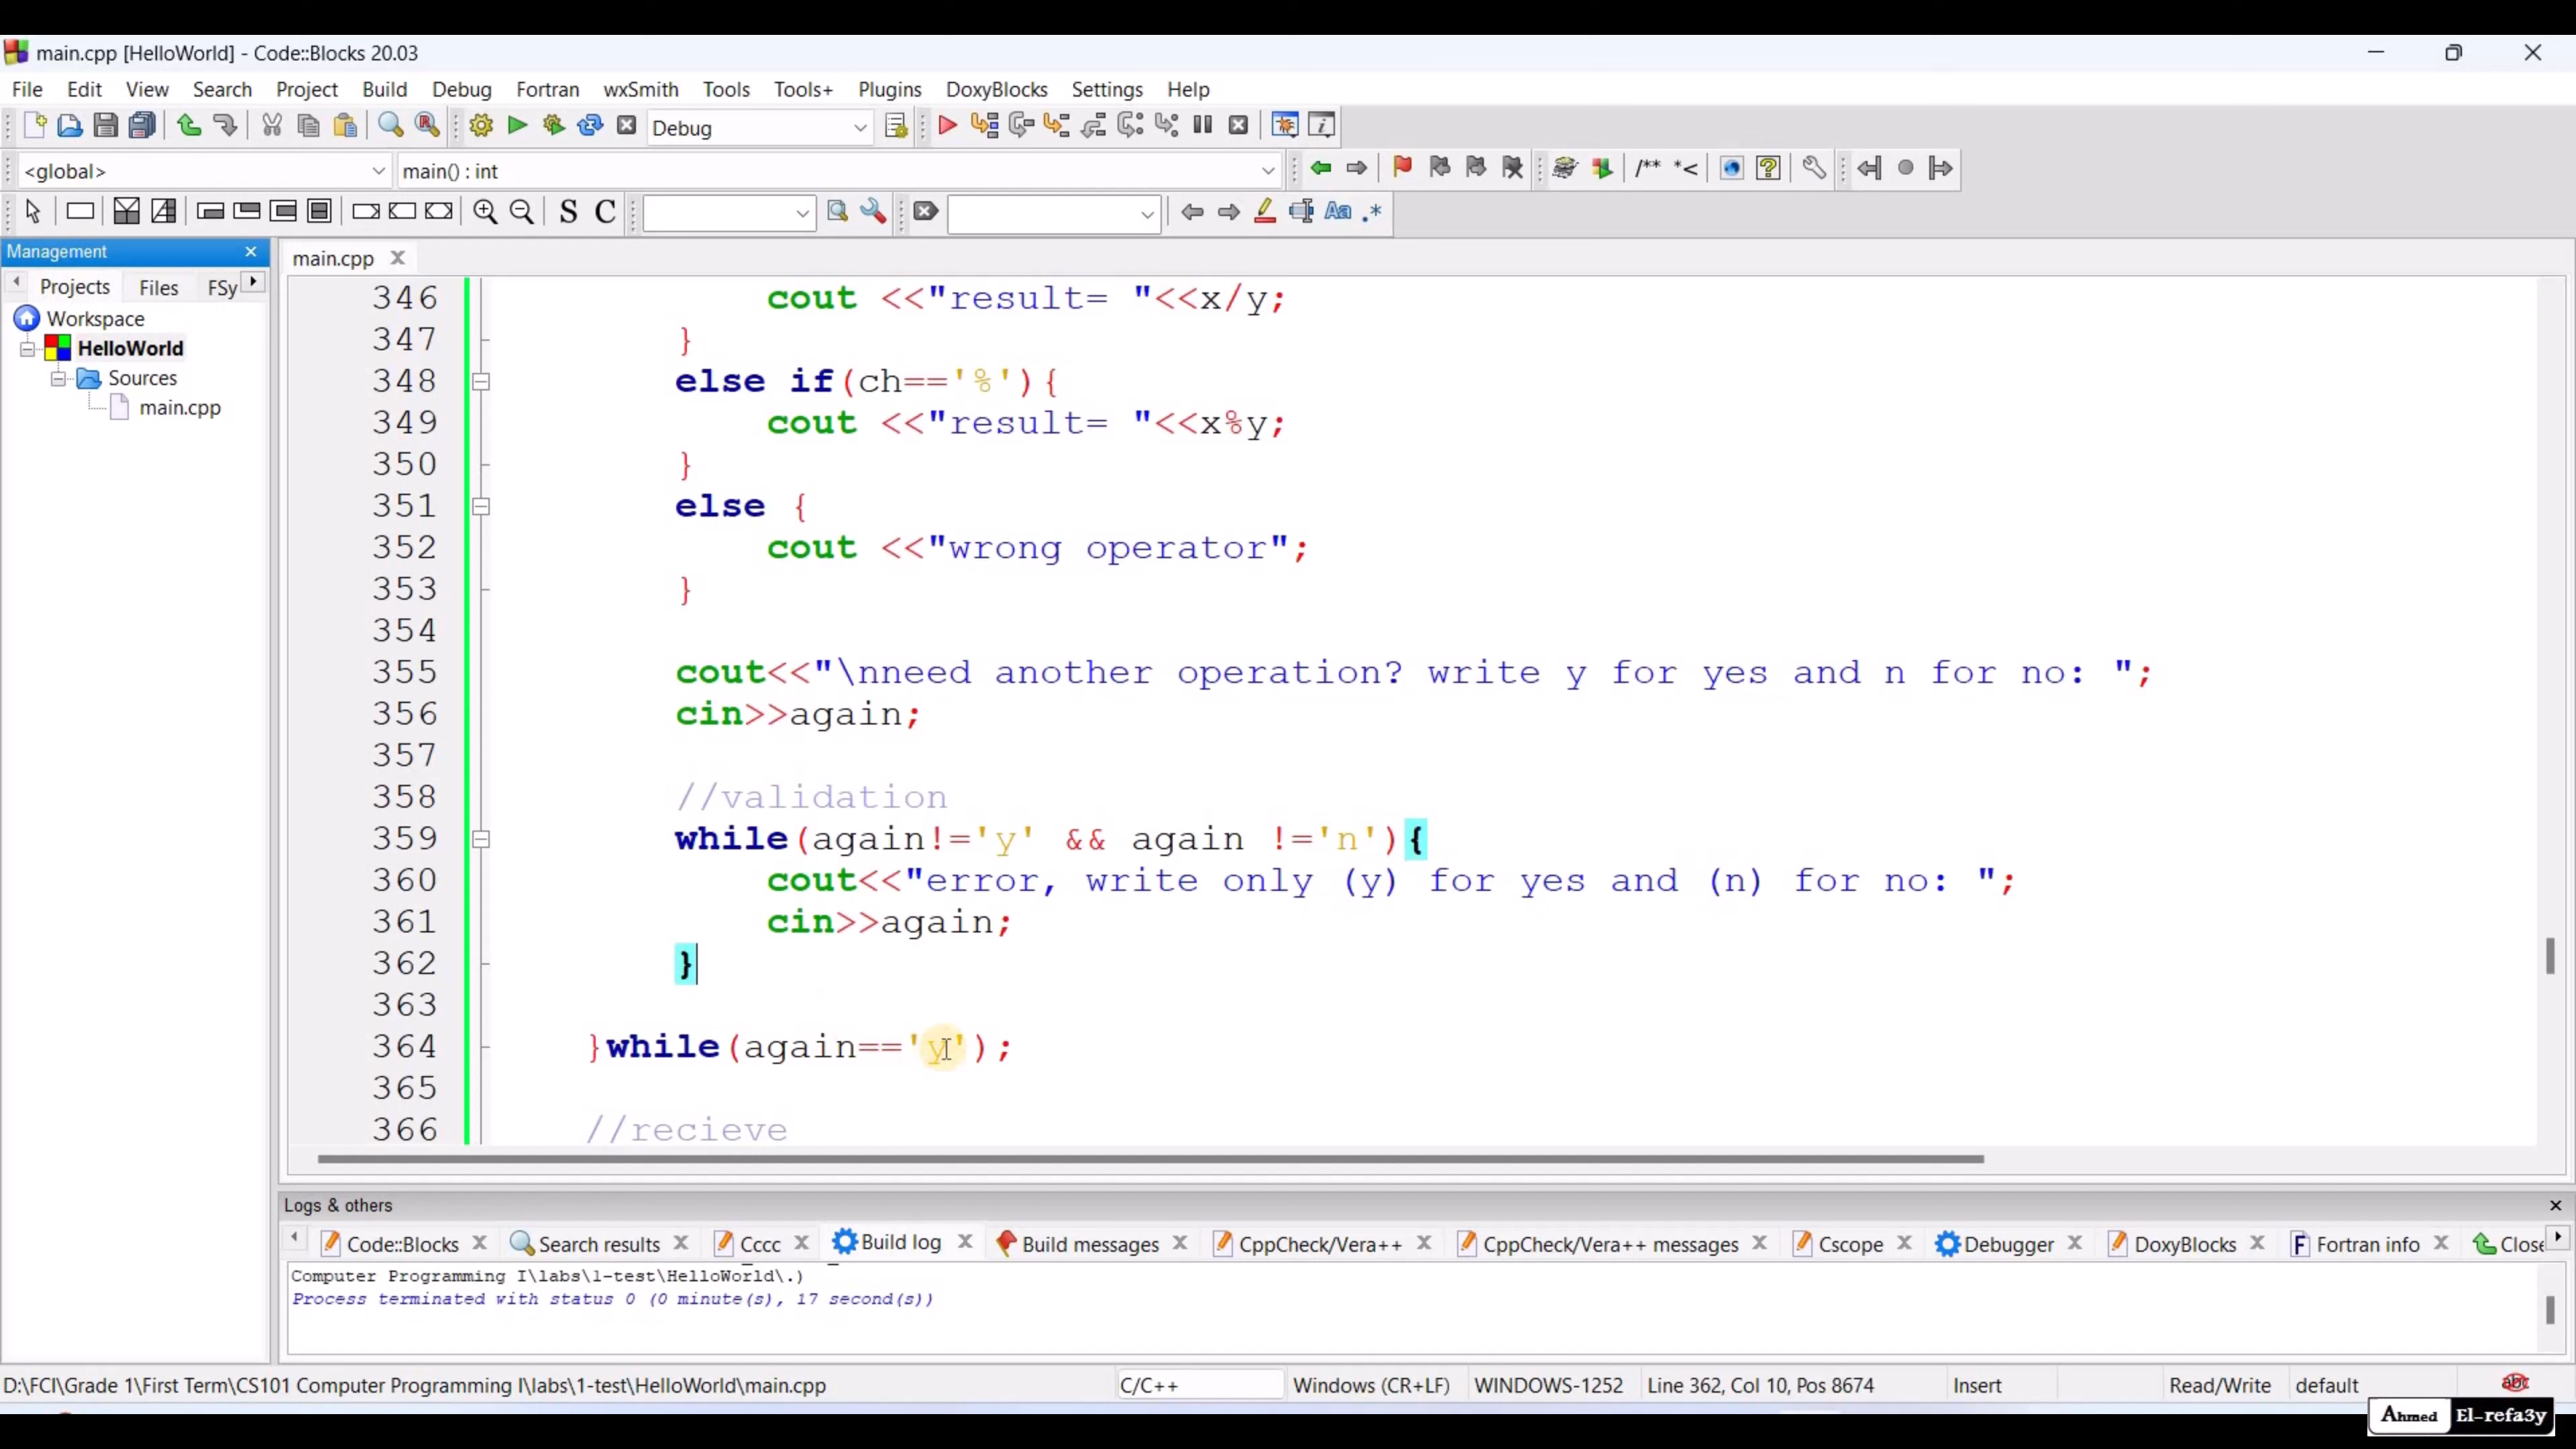 main.cpp [HelloWorld] - Code::Blocks 20.03
File Edit View Search Project Build Debug Fortran wxSmith Tools Tools+ Plugins DoxyBlocks Settings Help
Debug
<global> main() : int /** *<
S C Aa .*
Management
main.cpp
Projects Files FSy
Workspace
HelloWorld
Sources
main.cpp
346 cout <<"result= "<<x/y;
347 }
348 else if(ch=='%'){
349 cout <<"result= "<<x%y;
350 }
351 else {
352 cout <<"wrong operator";
353 }
354
355 cout<<"\nneed another operation? write y for yes and n for no: ";
356 cin>>again;
357
358 //validation
359 while(again!='y' && again !='n'){
360 cout<<"error, write only (y) for yes and (n) for no: ";
361 cin>>again;
362 }
363
364 }while(again=='y');
365
366 //recieve
Logs & others
Code::Blocks Search results Cccc Build log Build messages CppCheck/Vera++ CppCheck/Vera++ messages Cscope Debugger DoxyBlocks Fortran info Close
Computer Programming I\labs\1-test\HelloWorld\.)
Process terminated with status 0 (0 minute(s), 17 second(s))
D:\FCI\Grade 1\First Term\CS101 Computer Programming I\labs\1-test\HelloWorld\main.cpp C/C++ Windows (CR+LF) WINDOWS-1252 Line 362, Col 10, Pos 8674 Insert Read/Write default
Ahmed El-refa3y